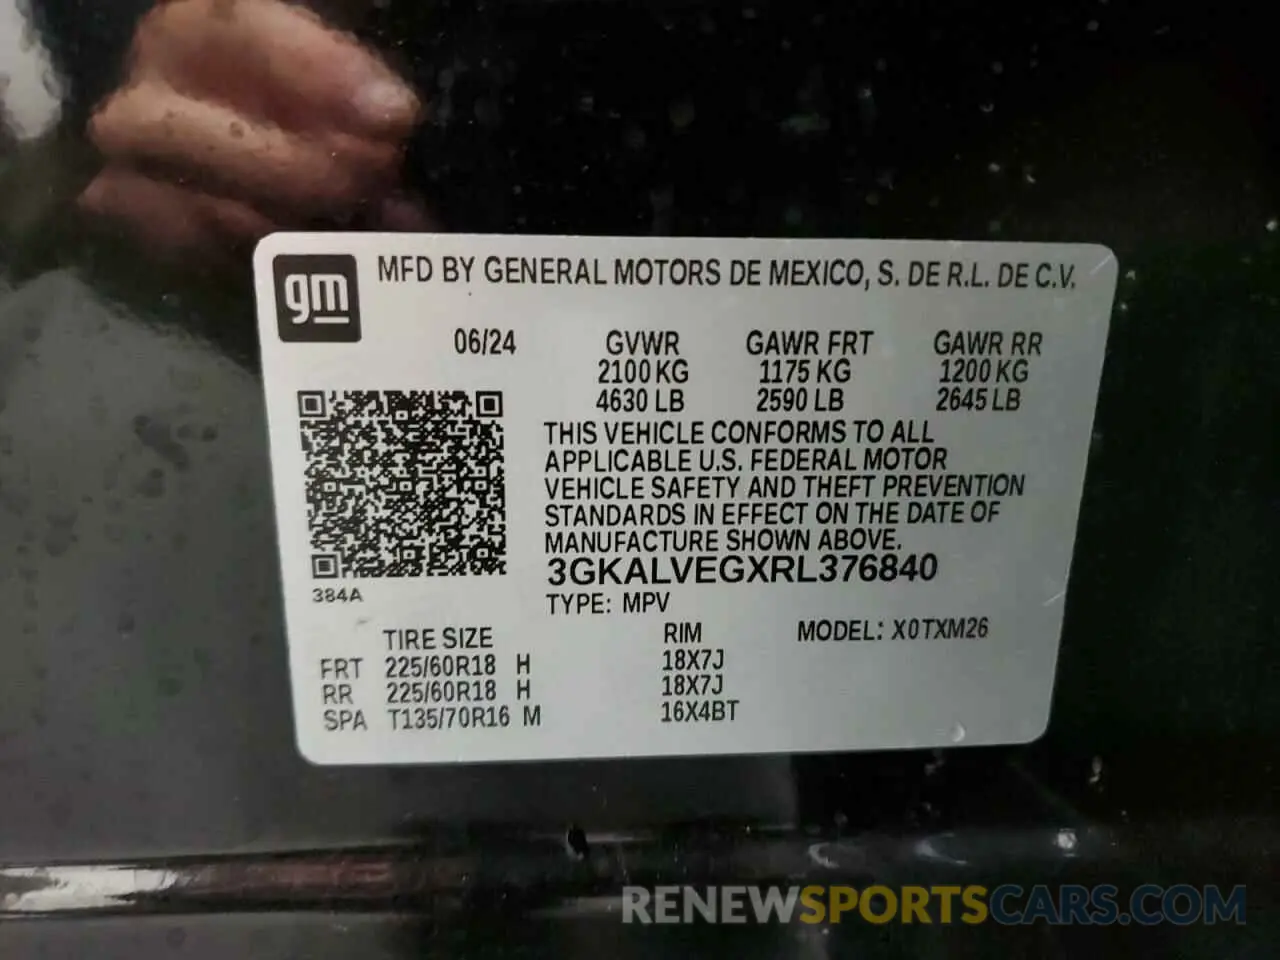 gm MFD BY GENERAL MOTORS DE MEXICO, S. DE R.L. DE C.V.
06/24 GVWR GAWR FRT GAWR RR
2100 KG 1175 KG 1200 KG
4630 LB 2590 LB 2645 LB
THIS VEHICLE CONFORMS TO ALL
APPLICABLE U.S. FEDERAL MOTOR
VEHICLE SAFETY AND THEFT PREVENTION
STANDARDS IN EFFECT ON THE DATE OF
MANUFACTURE SHOWN ABOVE.
3GKALVEGXRL376840
384A
TYPE: MPV
TIRE SIZE RIM MODEL: X0TXM26
FRT 225/60R18 H 18X7J
RR 225/60R18 H 18X7J
SPA T135/70R16 M 16X4BT
RENEWSPORTSCARS.COM